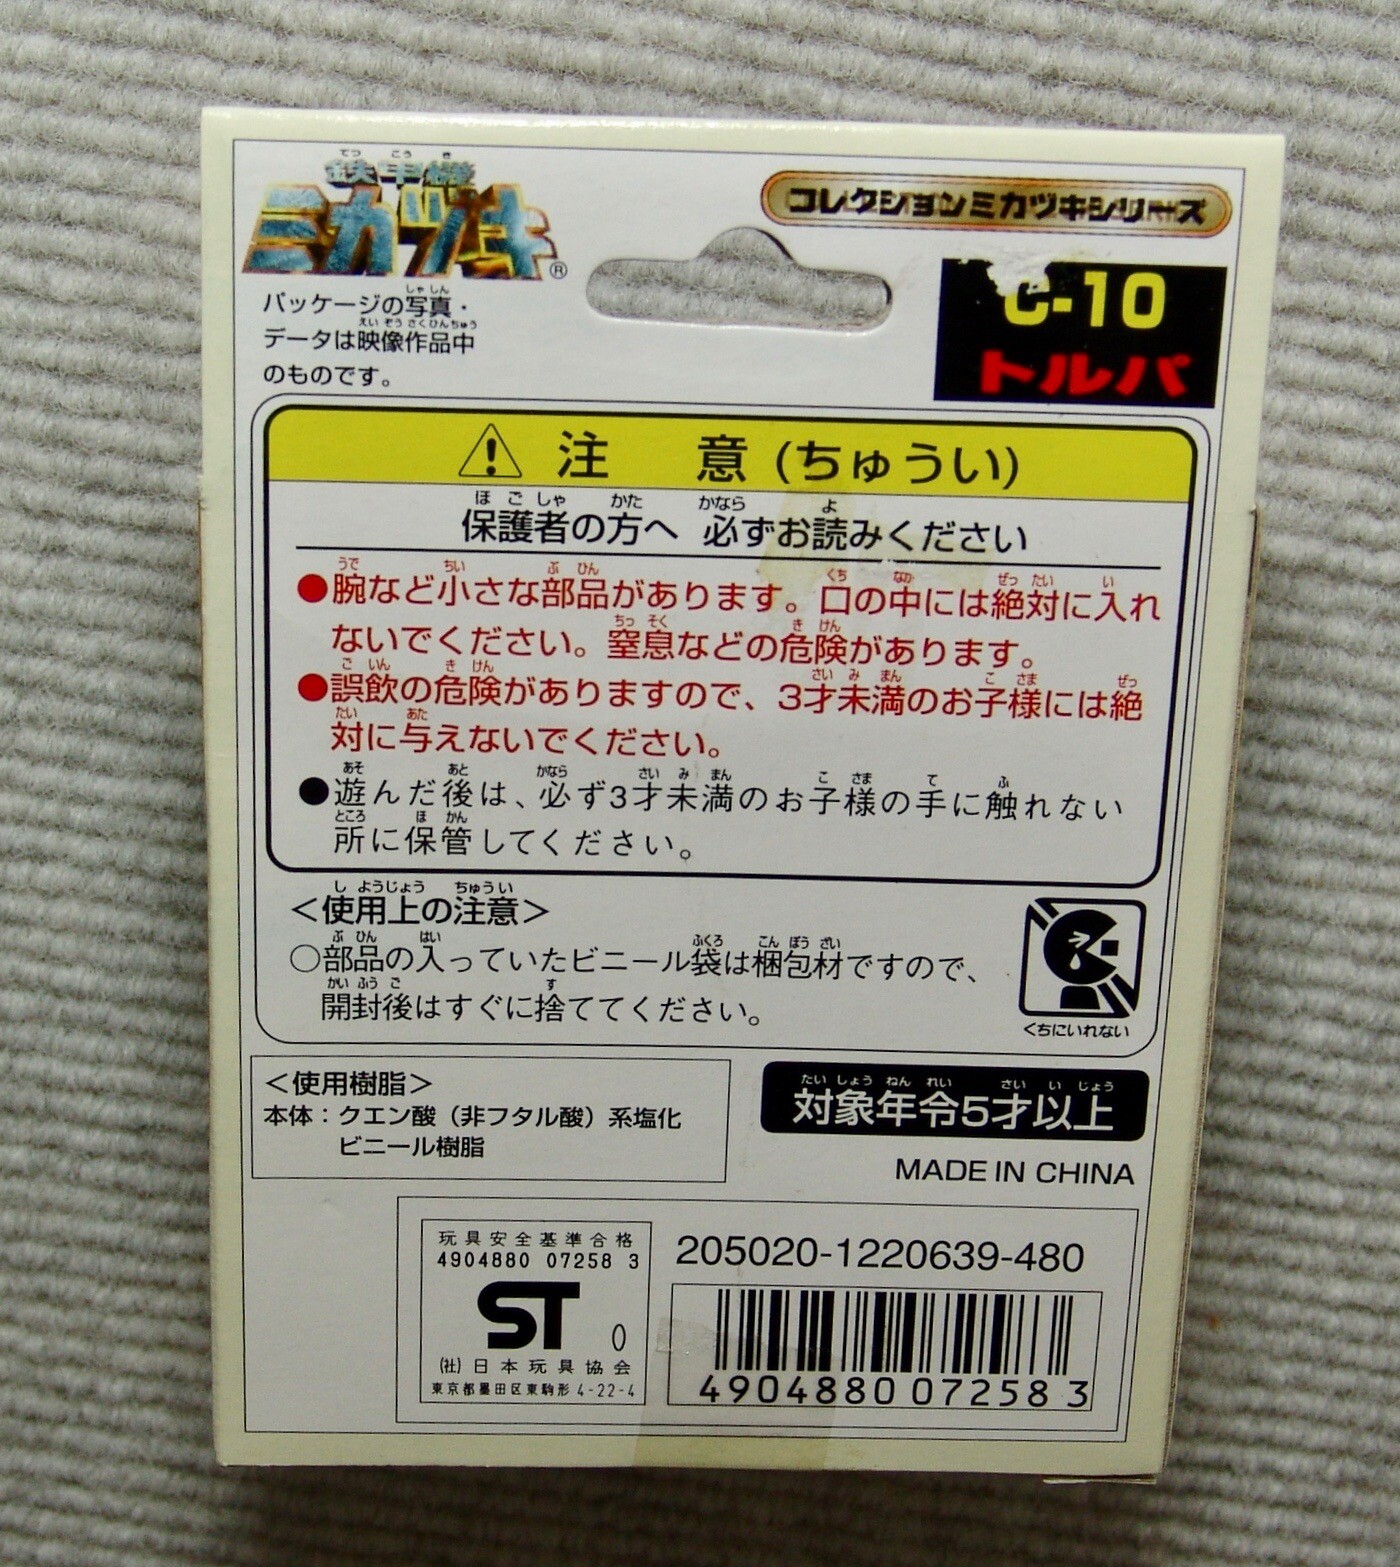 鉄甲機
ミカヅキ®
コレクションミカヅキシリーズ
C-10
トルバ
パッケージの写真・
データは映像作品中
のものです。
注 意 (ちゅうい)
保護者の方へ 必ずお読みください
●腕など小さな部品があります。口の中には絶対に入れ
ないでください。窒息などの危険があります。
●誤飲の危険がありますので、3才未満のお子様には絶
対に与えないでください。
●遊んだ後は、必ず3才未満のお子様の手に触れない
所に保管してください。
＜使用上の注意＞
○部品の入っていたビニール袋は梱包材ですので、
開封後はすぐに捨ててください。
くちにいれない
＜使用樹脂＞
本体：クエン酸（非フタル酸）系塩化
ビニール樹脂
対象年令5才以上
MADE IN CHINA
玩具安全基準合格
4904880 07258 3
ST 0
(社)日本玩具協会
東京都墨田区東駒形4-22-4
205020-1220639-480
4904880072583